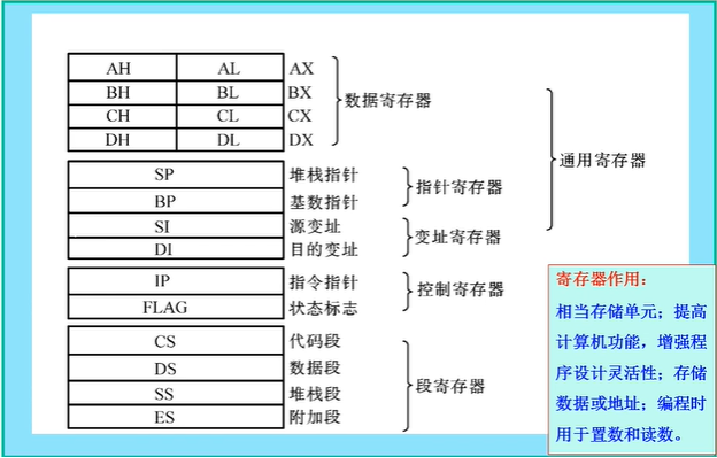 AH AL AX
BH BL BX
CH CL CX
DH DL DX
数据寄存器
SP 堆栈指针
BP 基数指针
指针寄存器
SI 源变址
DI 目的变址
变址寄存器
通用寄存器
IP 指令指针
FLAG 状态标志
控制寄存器
CS 代码段
DS 数据段
SS 堆栈段
ES 附加段
段寄存器
寄存器作用：
相当存储单元；提高
计算机功能，增强程
序设计灵活性；存储
数据或地址；编程时
用于置数和读数。